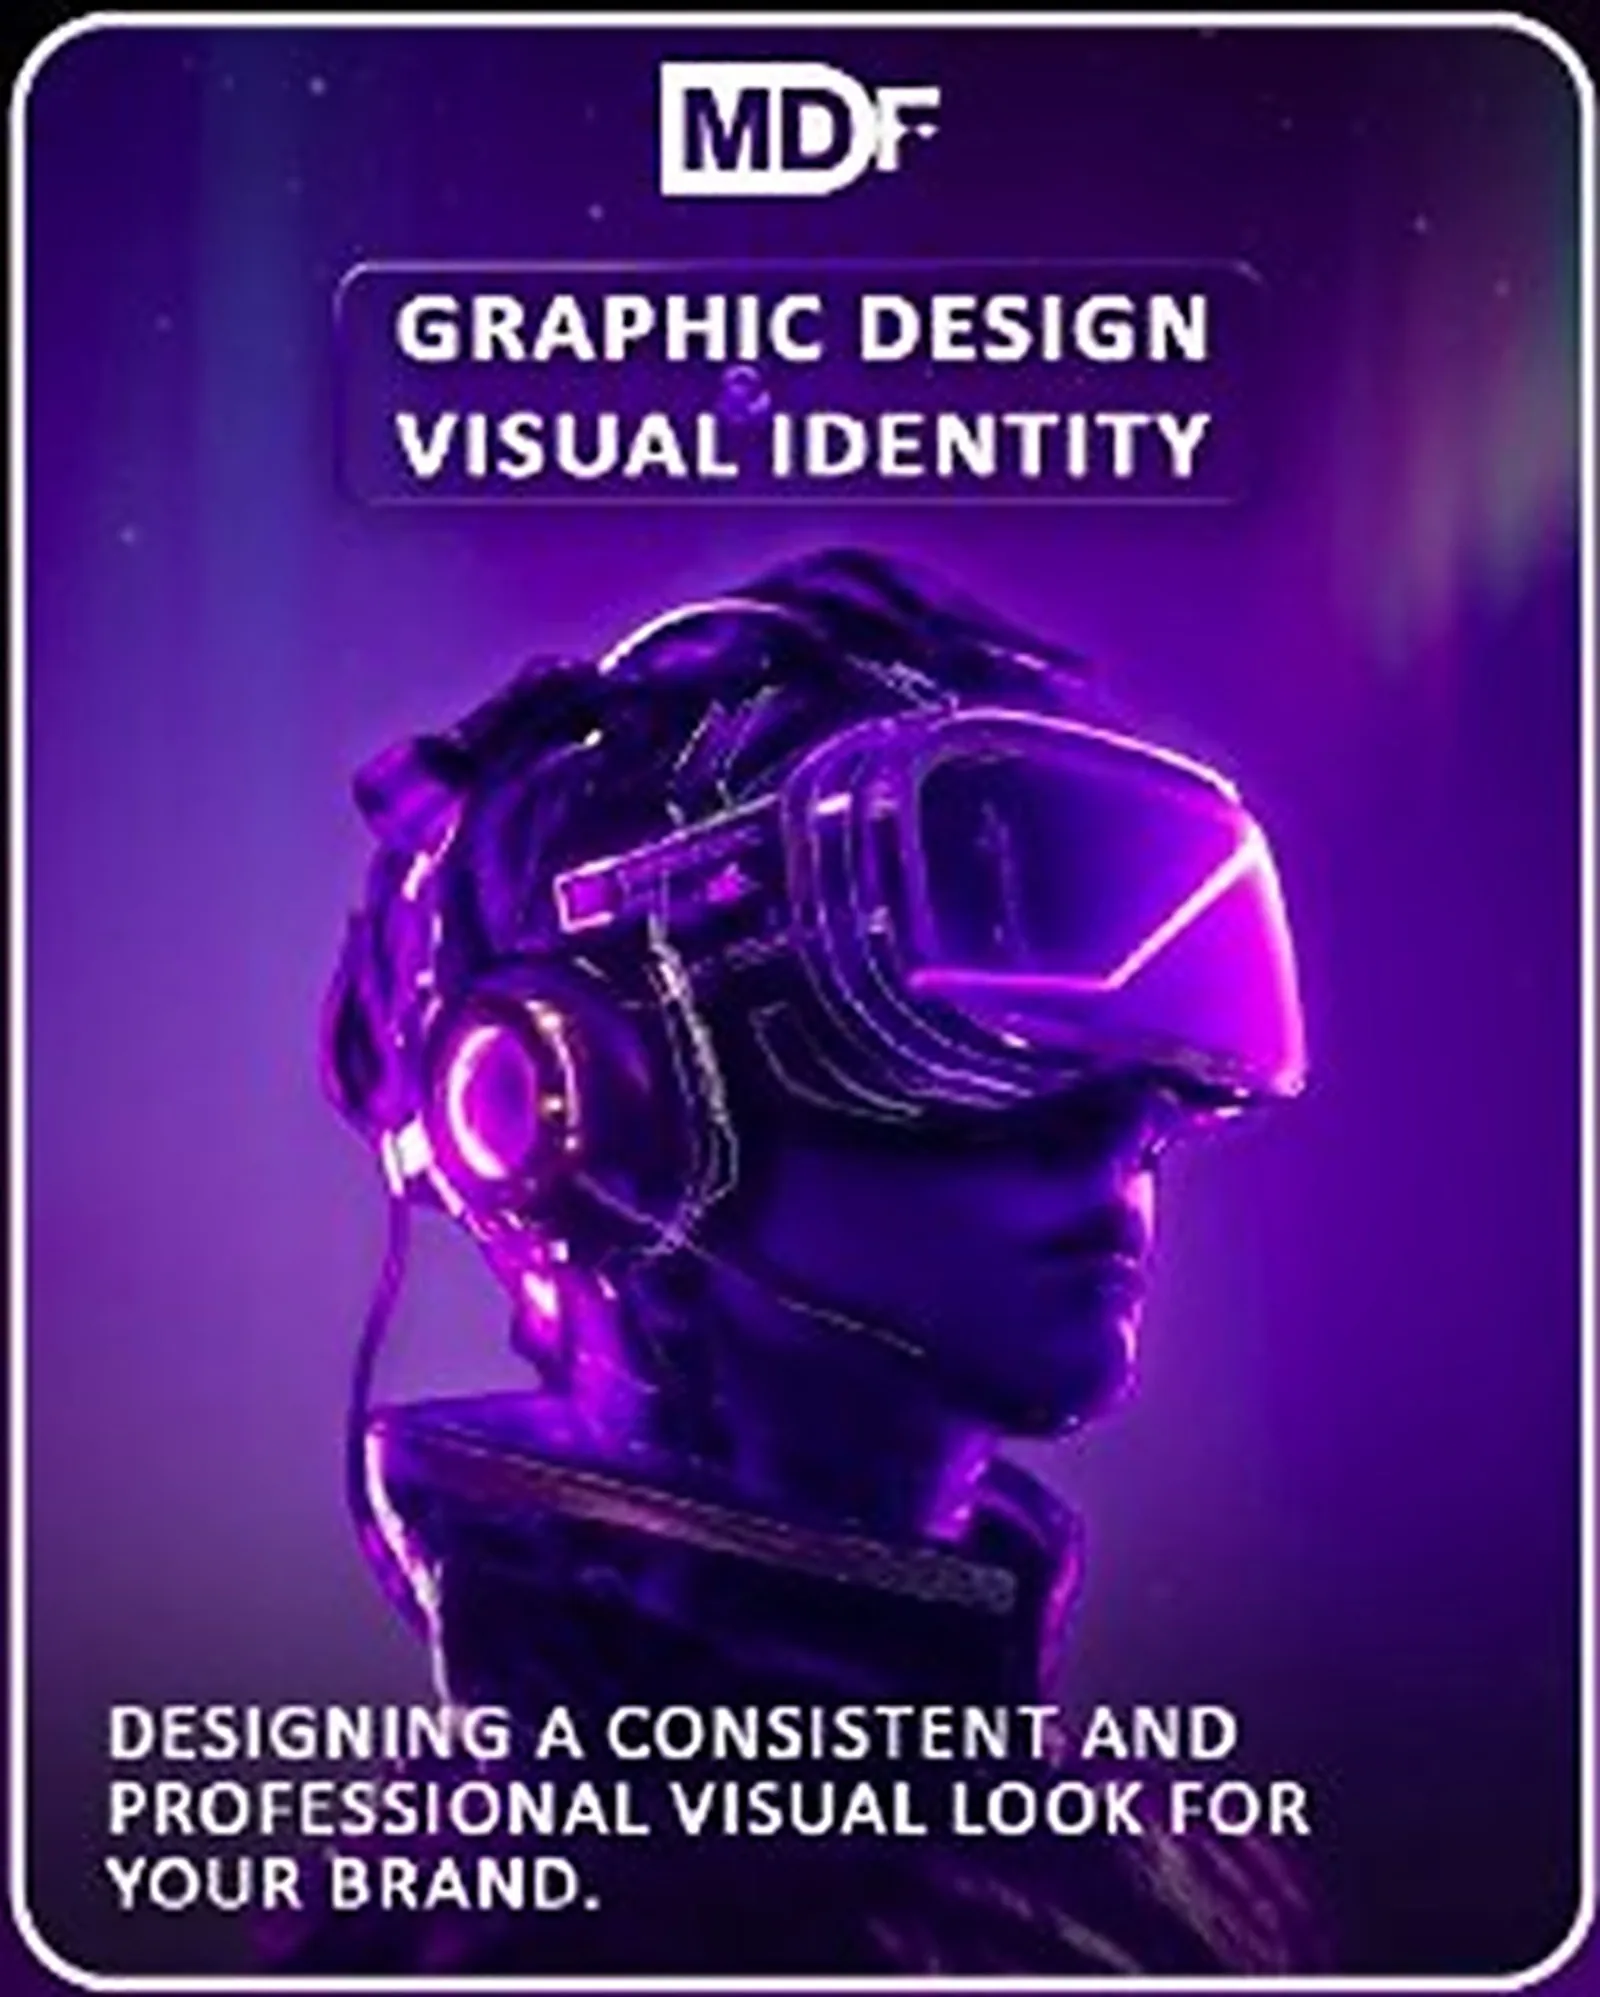 MDF
GRAPHIC DESIGN
&
VISUAL IDENTITY
DESIGNING A CONSISTENT AND
PROFESSIONAL VISUAL LOOK FOR
YOUR BRAND.